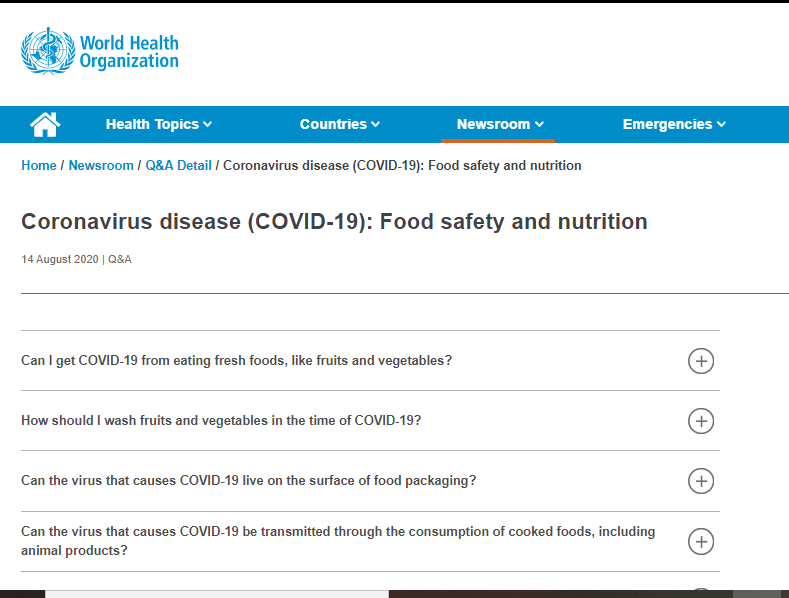 World Health
Organization
Health Topics Countries Newsroom Emergencies
Home / Newsroom / Q&A Detail / Coronavirus disease (COVID-19): Food safety and nutrition
Coronavirus disease (COVID-19): Food safety and nutrition
14 August 2020 | Q&A
Can I get COVID-19 from eating fresh foods, like fruits and vegetables?
How should I wash fruits and vegetables in the time of COVID-19?
Can the virus that causes COVID-19 live on the surface of food packaging?
Can the virus that causes COVID-19 be transmitted through the consumption of cooked foods, including
animal products?